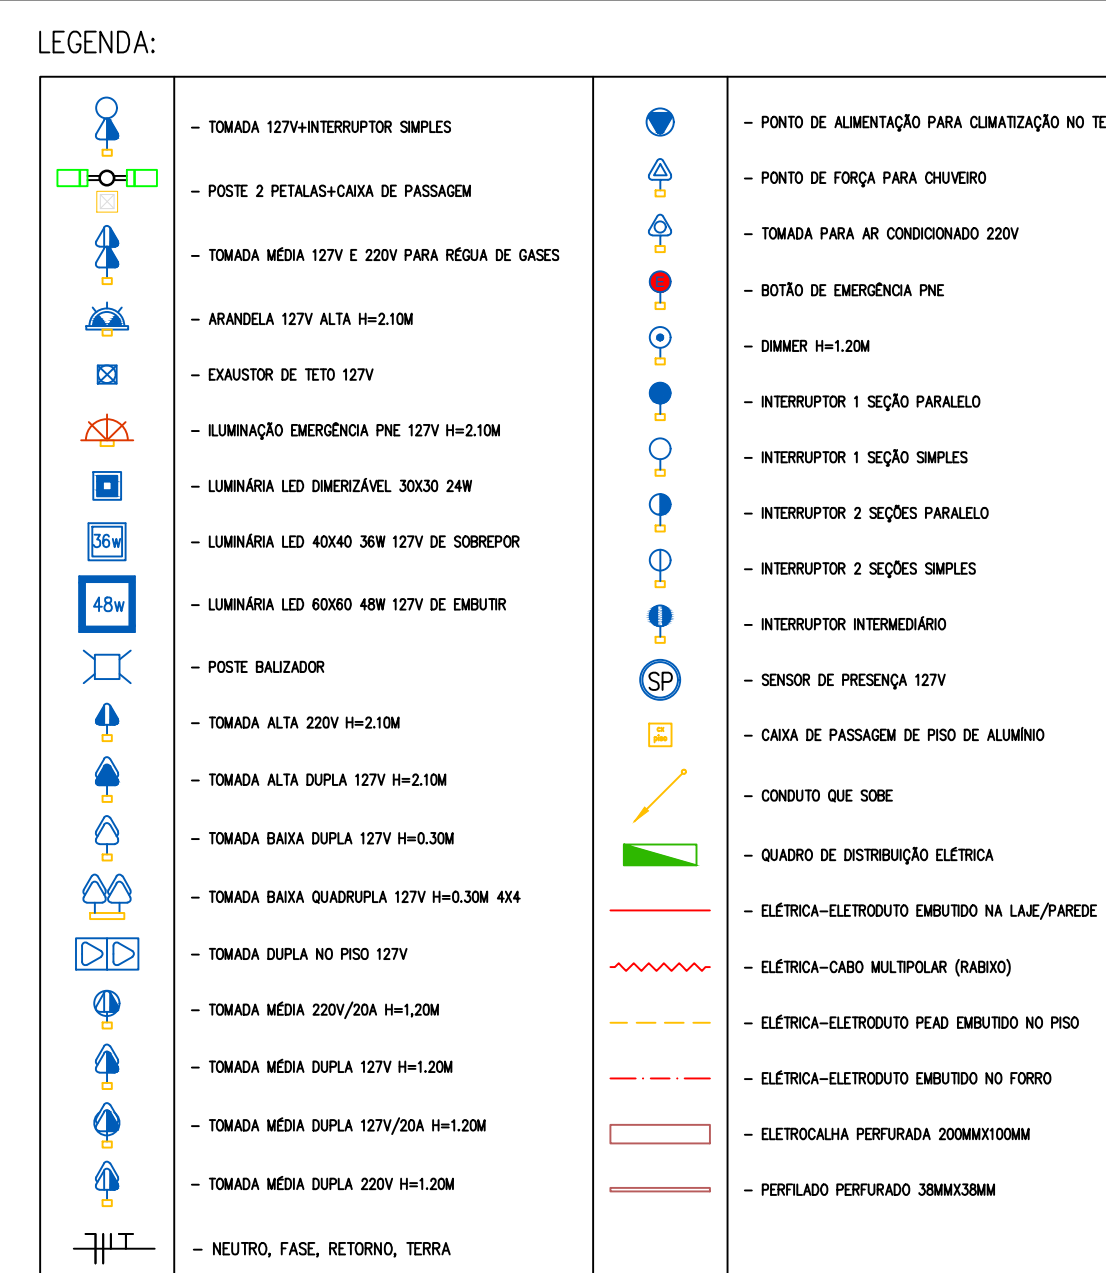 LEGENDA:
- TOMADA 127V+INTERRUPTOR SIMPLES
- POSTE 2 PETALAS+CAIXA DE PASSAGEM
- TOMADA MÉDIA 127V E 220V PARA RÉGUA DE GASES
- ARANDELA 127V ALTA H=2.10M
- EXAUSTOR DE TETO 127V
- ILUMINAÇÃO EMERGÊNCIA PNE 127V H=2.10M
- LUMINÁRIA LED DIMERIZÁVEL 30X30 24W
36w - LUMINÁRIA LED 40X40 36W 127V DE SOBREPOR
48w - LUMINÁRIA LED 60X60 48W 127V DE EMBUTIR
- POSTE BALIZADOR
- TOMADA ALTA 220V H=2.10M
- TOMADA ALTA DUPLA 127V H=2.10M
- TOMADA BAIXA DUPLA 127V H=0.30M
- TOMADA BAIXA QUADRUPLA 127V H=0.30M 4X4
- TOMADA DUPLA NO PISO 127V
- TOMADA MÉDIA 220V/20A H=1,20M
- TOMADA MÉDIA DUPLA 127V H=1.20M
- TOMADA MÉDIA DUPLA 127V/20A H=1.20M
- TOMADA MÉDIA DUPLA 220V H=1.20M
- NEUTRO, FASE, RETORNO, TERRA
- PONTO DE ALIMENTAÇÃO PARA CLIMATIZAÇÃO NO TE
- PONTO DE FORÇA PARA CHUVEIRO
- TOMADA PARA AR CONDICIONADO 220V
- BOTÃO DE EMERGÊNCIA PNE
- DIMMER H=1.20M
- INTERRUPTOR 1 SEÇÃO PARALELO
- INTERRUPTOR 1 SEÇÃO SIMPLES
- INTERRUPTOR 2 SEÇÕES PARALELO
- INTERRUPTOR 2 SEÇÕES SIMPLES
- INTERRUPTOR INTERMEDIÁRIO
SP - SENSOR DE PRESENÇA 127V
cx
piso
- CAIXA DE PASSAGEM DE PISO DE ALUMÍNIO
- CONDUTO QUE SOBE
- QUADRO DE DISTRIBUIÇÃO ELÉTRICA
- ELÉTRICA-ELETRODUTO EMBUTIDO NA LAJE/PAREDE
- ELÉTRICA-CABO MULTIPOLAR (RABIXO)
- ELÉTRICA-ELETRODUTO PEAD EMBUTIDO NO PISO
- ELÉTRICA-ELETRODUTO EMBUTIDO NO FORRO
- ELETROCALHA PERFURADA 200MMX100MM
- PERFILADO PERFURADO 38MMX38MM